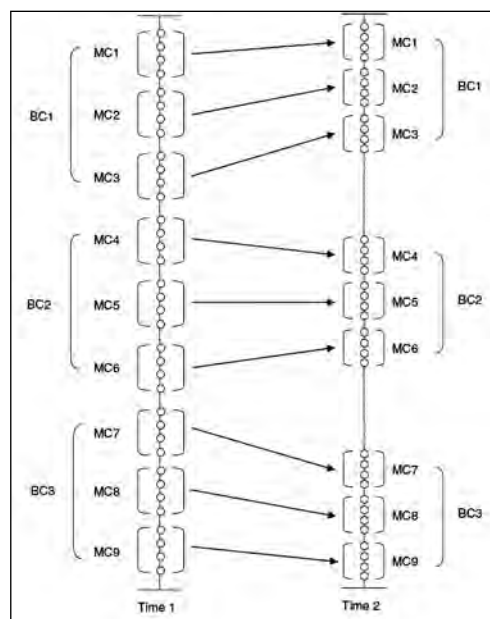 MC1
MC2
MC3
BC1
MC4
MC5
MC6
BC2
MC7
MC8
MC9
BC3
Time 1
MC1
MC2
MC3
BC1
MC4
MC5
MC6
BC2
MC7
MC8
MC9
BC3
Time 2